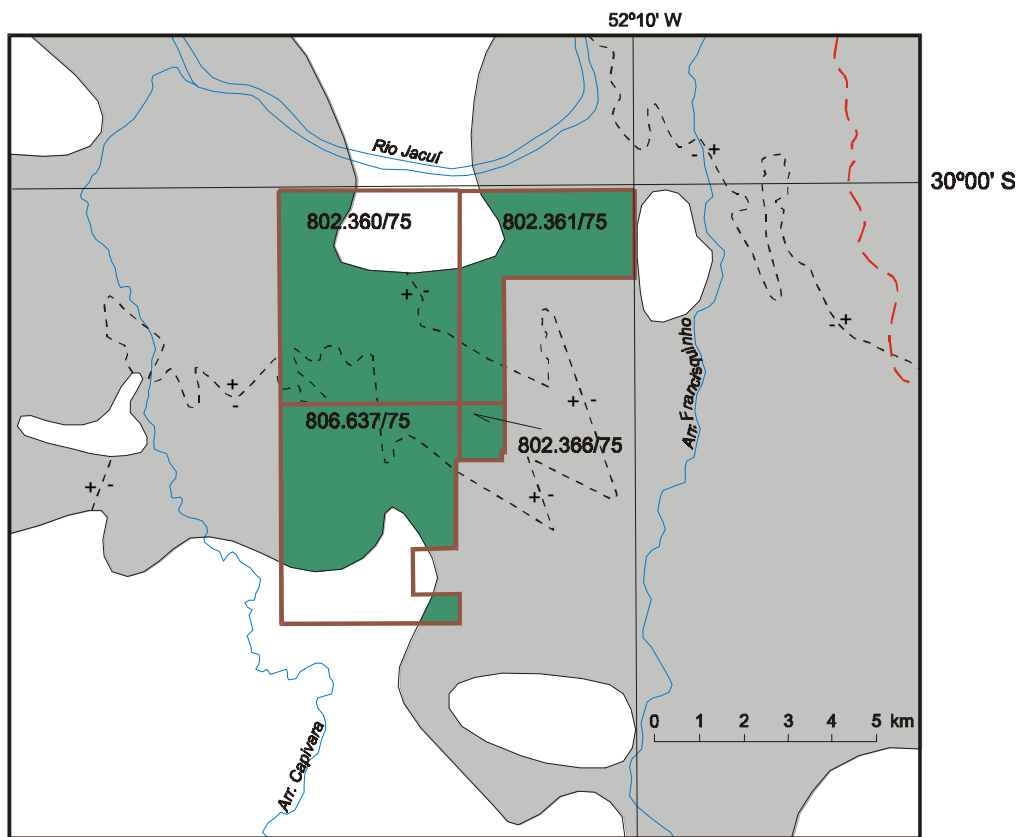 52º10' W
Rio Jacuí
30º00' S
802.360/75
802.361/75
+ -
- +
+ -
- +
+
-
+ -
806.637/75
802.366/75
+ -
+ -
Arr. Francisquinho
0 1 2 3 4 5 km
Arr. Capivara